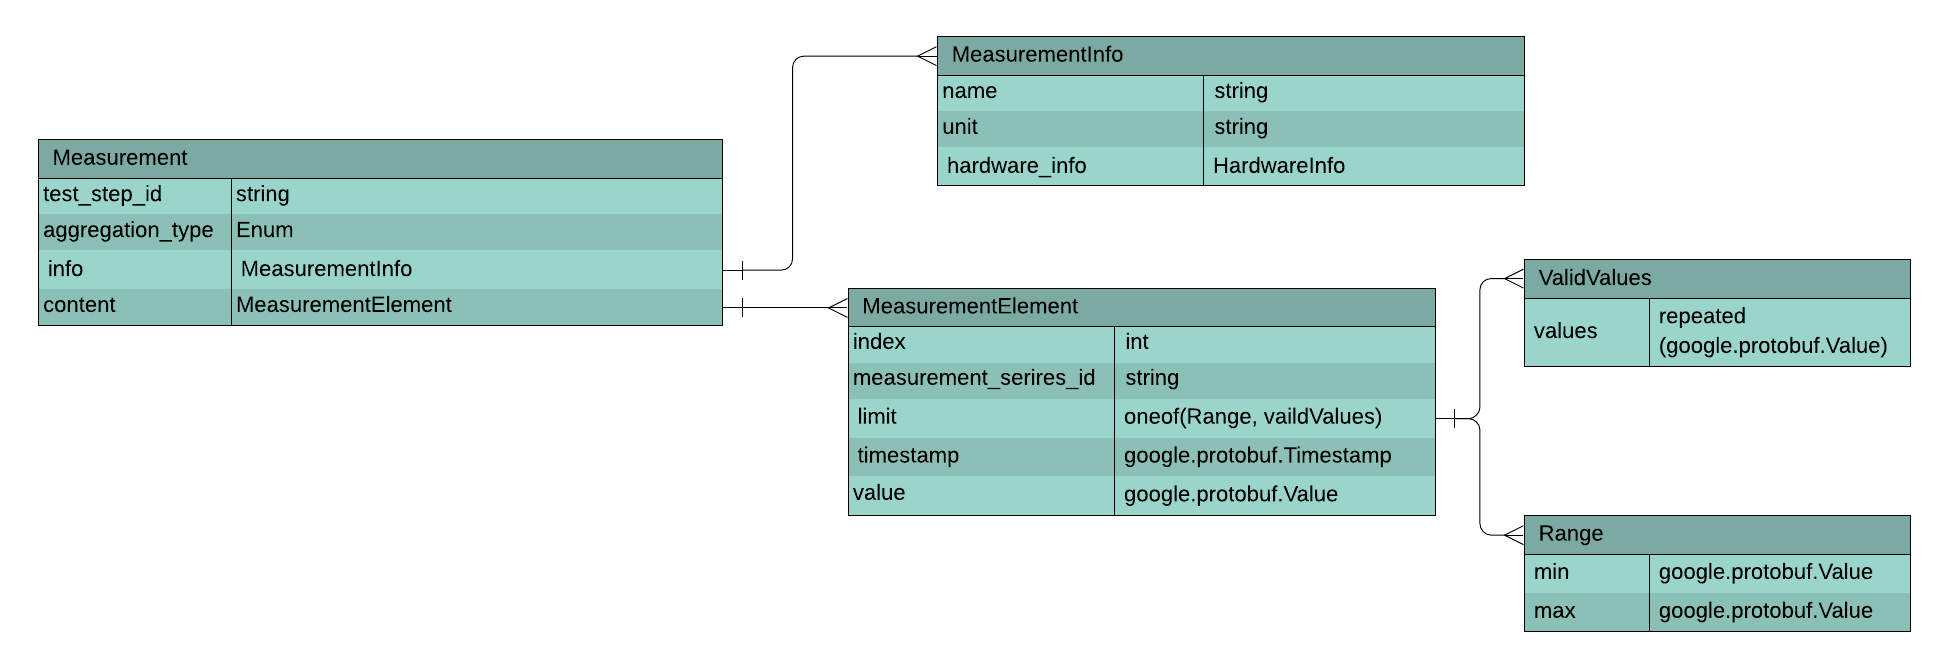 MeasurementInfo
name string
unit string
hardware_info HardwareInfo
Measurement
test_step_id string
aggregation_type Enum
info MeasurementInfo
content MeasurementElement
MeasurementElement
index int
measurement_serires_id string
limit oneof(Range, vaildValues)
timestamp google.protobuf.Timestamp
value google.protobuf.Value
ValidValues
values repeated
(google.protobuf.Value)
Range
min google.protobuf.Value
max google.protobuf.Value